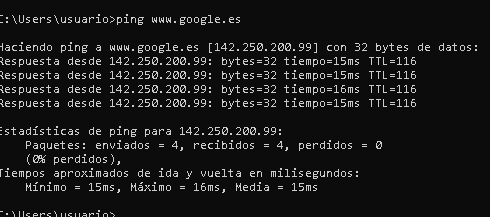 C:\Users\usuario>ping www.google.es
Haciendo ping a www.google.es [142.250.200.99] con 32 bytes de datos:
Respuesta desde 142.250.200.99: bytes=32 tiempo=15ms TTL=116
Respuesta desde 142.250.200.99: bytes=32 tiempo=15ms TTL=116
Respuesta desde 142.250.200.99: bytes=32 tiempo=16ms TTL=116
Respuesta desde 142.250.200.99: bytes=32 tiempo=15ms TTL=116
Estadísticas de ping para 142.250.200.99:
Paquetes: enviados = 4, recibidos = 4, perdidos = 0
(0% perdidos),
Tiempos aproximados de ida y vuelta en milisegundos:
Mínimo = 15ms, Máximo = 16ms, Media = 15ms
C:\Users\usuario>